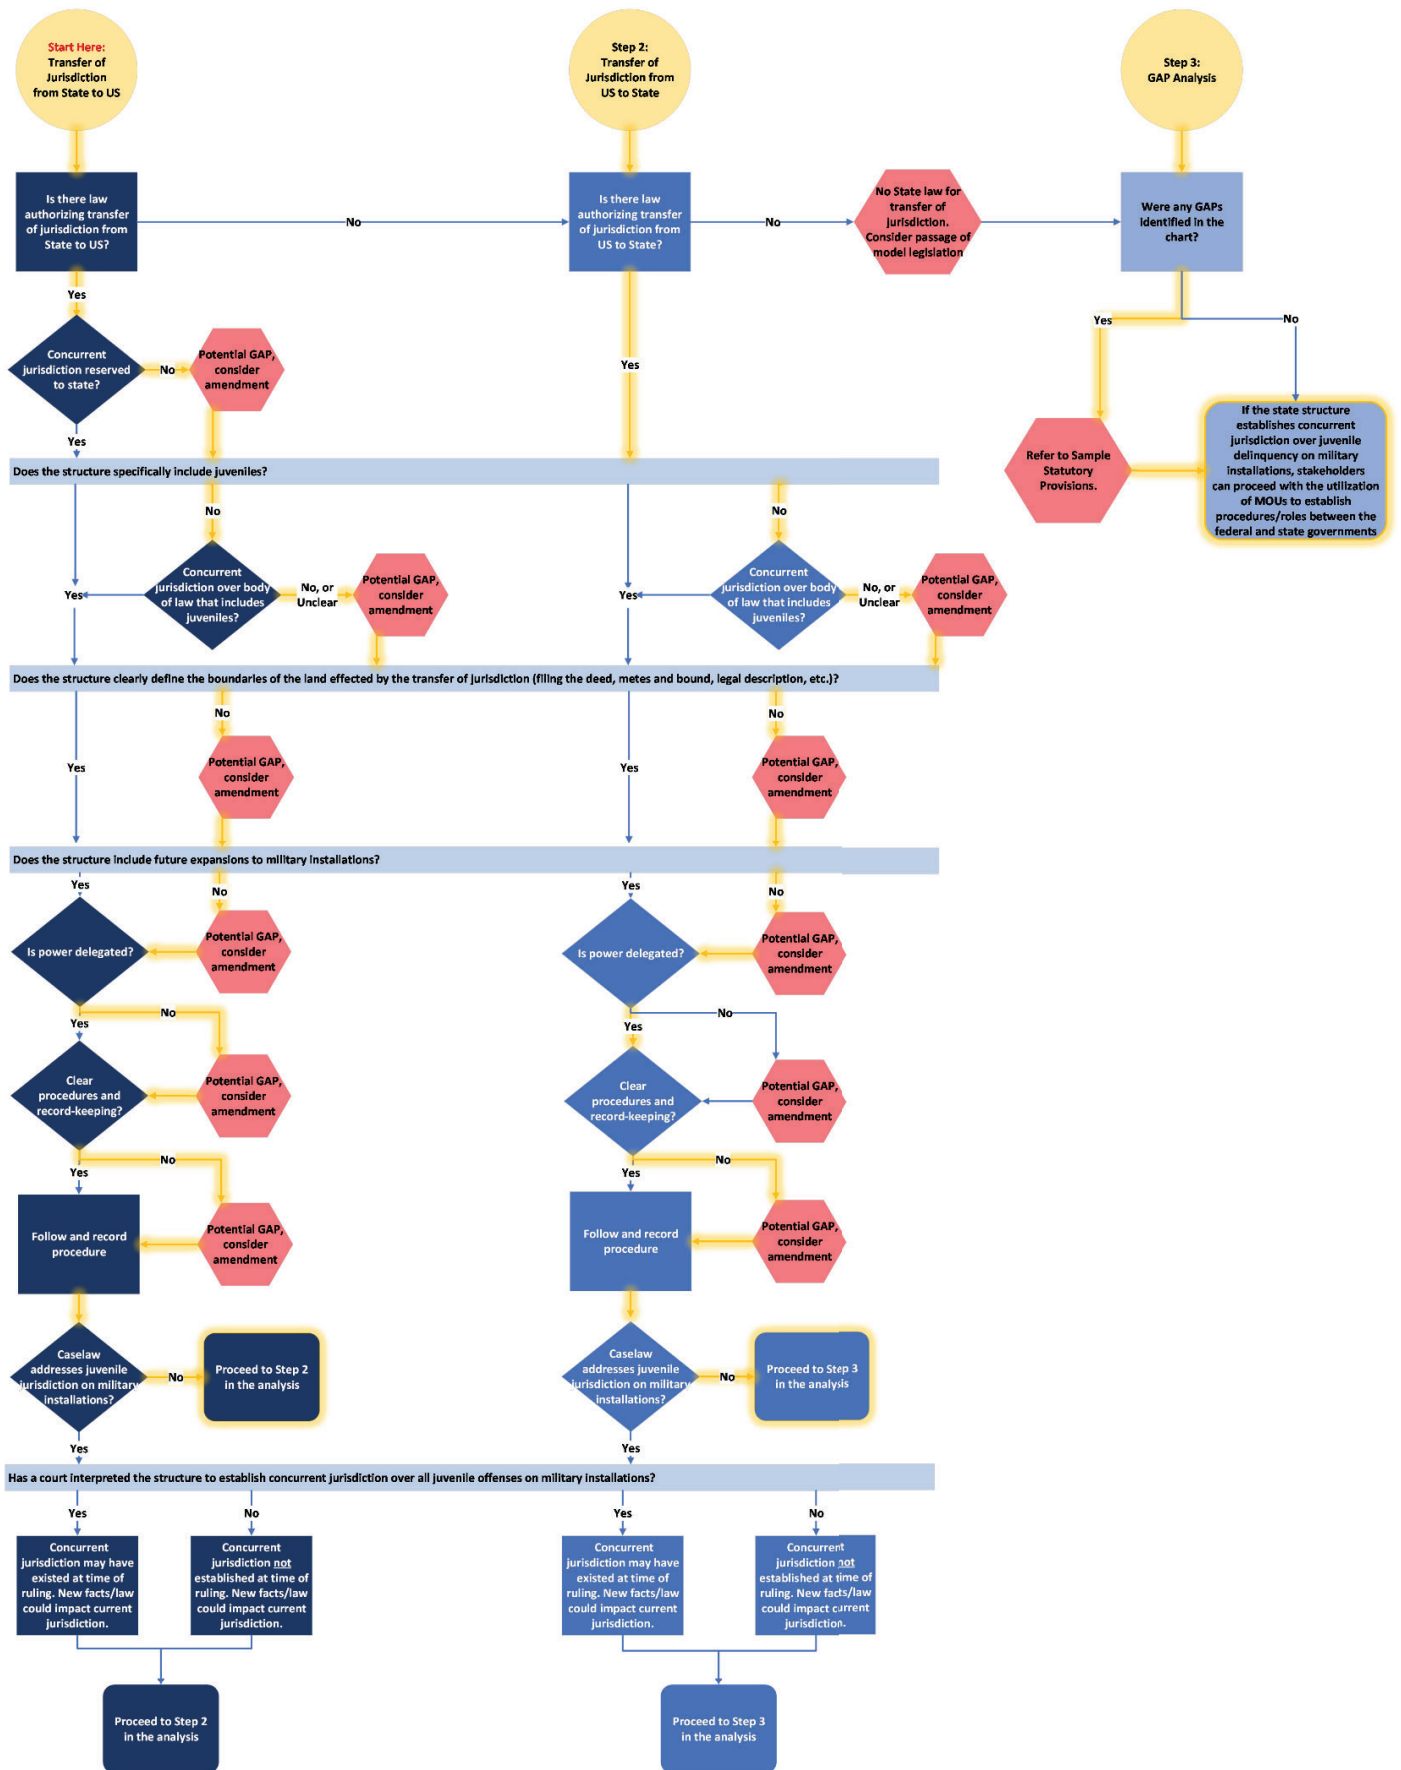 Start Here:
Transfer of
Jurisdiction
from State to US
Step 2:
Transfer of
Jurisdiction from
US to State
Step 3:
GAP Analysis
Is there law
authorizing transfer
of jurisdiction from
State to US?
No
Is there law
authorizing transfer
of jurisdiction from
US to State?
No
No State law for
transfer of
jurisdiction.
Consider passage of
model legislation
Were any GAPs
identified in the
chart?
Yes
Concurrent
jurisdiction reserved
to state?
No
Potential GAP,
consider
amendment
Yes
Yes
Yes
No
Refer to Sample
Statutory
Provisions.
If the state structure
establishes concurrent
jurisdiction over juvenile
delinquency on military
installations, stakeholders
can proceed with the utilization
of MOUs to establish
procedures/roles between the
federal and state governments
Does the structure specifically include juveniles?
No
No
Yes
Concurrent
jurisdiction over body
of law that includes
juveniles?
No, or
Unclear
Potential GAP,
consider
amendment
Yes
Concurrent
jurisdiction over body
of law that includes
juveniles?
No, or
Unclear
Potential GAP,
consider
amendment
Does the structure clearly define the boundaries of the land effected by the transfer of jurisdiction (filing the deed, metes and bound, legal description, etc.)?
No
No
Yes
Potential GAP,
consider
amendment
Yes
Potential GAP,
consider
amendment
Does the structure include future expansions to military installations?
Yes
No
Yes
No
Is power delegated?
Potential GAP,
consider
amendment
Is power delegated?
Potential GAP,
consider
amendment
Yes
No
Yes
No
Clear
procedures and
record-keeping?
Potential GAP,
consider
amendment
Clear
procedures and
record-keeping?
Potential GAP,
consider
amendment
Yes
No
Yes
No
Follow and record
procedure
Potential GAP,
consider
amendment
Follow and record
procedure
Potential GAP,
consider
amendment
Caselaw
addresses juvenile
jurisdiction on military
installations?
No
Proceed to Step 2
in the analysis
Caselaw
addresses juvenile
jurisdiction on military
installations?
No
Proceed to Step 3
in the analysis
Yes
Yes
Has a court interpreted the structure to establish concurrent jurisdiction over all juvenile offenses on military installations?
Yes
No
Yes
No
Concurrent
jurisdiction may have
existed at time of
ruling. New facts/law
could impact current
jurisdiction.
Concurrent
jurisdiction not
established at time of
ruling. New facts/law
could impact current
jurisdiction.
Concurrent
jurisdiction may have
existed at time of
ruling. New facts/law
could impact current
jurisdiction.
Concurrent
jurisdiction not
established at time of
ruling. New facts/law
could impact current
jurisdiction.
Proceed to Step 2
in the analysis
Proceed to Step 3
in the analysis